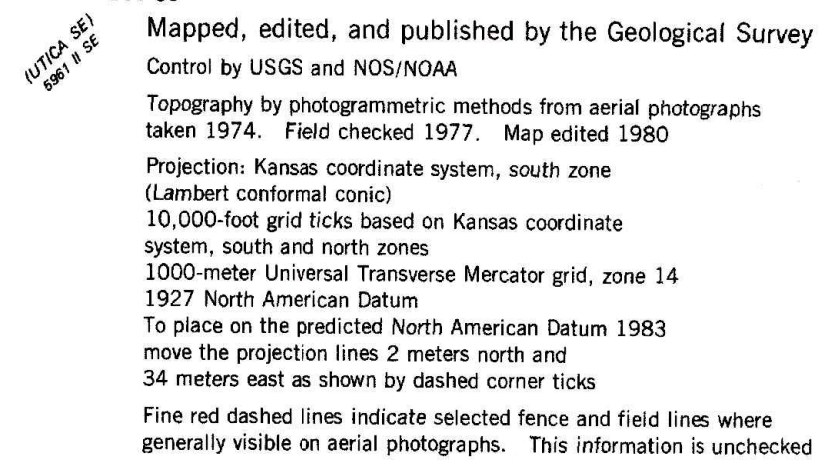 (UTICA SE)
5961 II SE
Mapped, edited, and published by the Geological Survey
Control by USGS and NOS/NOAA
Topography by photogrammetric methods from aerial photographs
taken 1974. Field checked 1977. Map edited 1980
Projection: Kansas coordinate system, south zone
(Lambert conformal conic)
10,000-foot grid ticks based on Kansas coordinate
system, south and north zones
1000-meter Universal Transverse Mercator grid, zone 14
1927 North American Datum
To place on the predicted North American Datum 1983
move the projection lines 2 meters north and
34 meters east as shown by dashed corner ticks
Fine red dashed lines indicate selected fence and field lines where
generally visible on aerial photographs. This information is unchecked